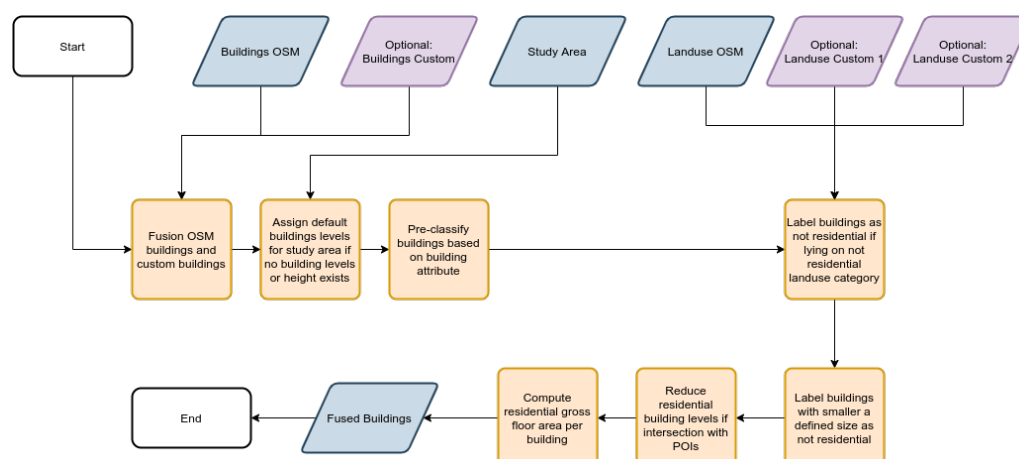 Start
Buildings OSM
Optional:
Buildings Custom
Study Area
Landuse OSM
Optional:
Landuse Custom 1
Optional:
Landuse Custom 2
Fusion OSM
buildings and
custom buildings
Assign default
buildings levels
for study area if
no building levels
or height exists
Pre-classify
buildings based
on building
attribute
Label buildings as
not residential if
lying on not
residential
landuse category
End
Fused Buildings
Compute
residential gross
floor area per
building
Reduce
residential
building levels if
intersection with
POIs
Label buildings
with smaller a
defined size as
not residential